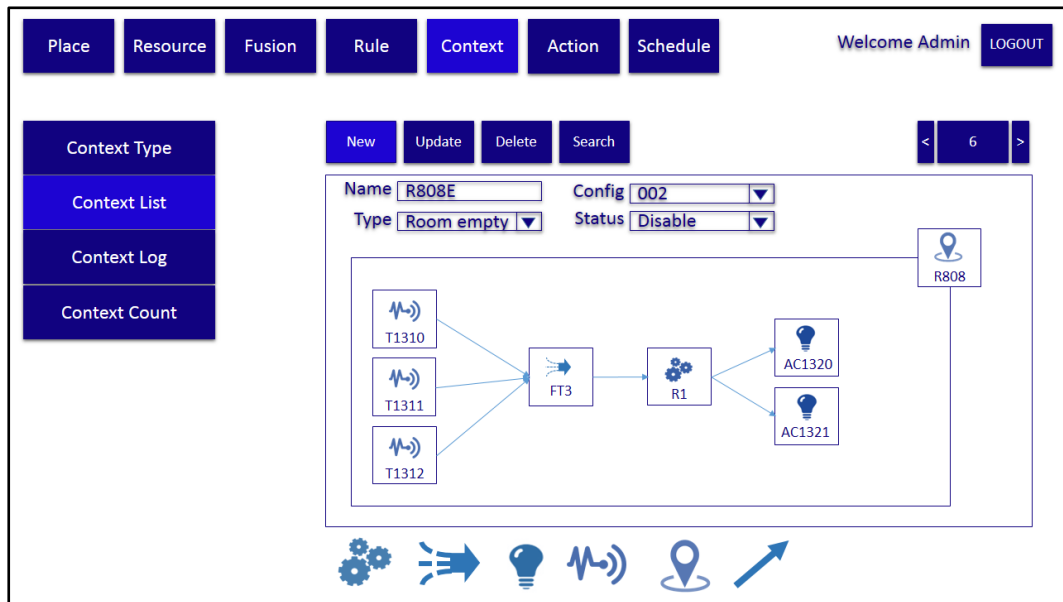 Place Resource Fusion Rule Context Action Schedule Welcome Admin LOGOUT
Context Type
Context List
Context Log
Context Count
New Update Delete Search < 6 >
Name R808E Config 002
Type Room empty Status Disable
R808
T1310
T1311
T1312
FT3
R1
AC1320
AC1321